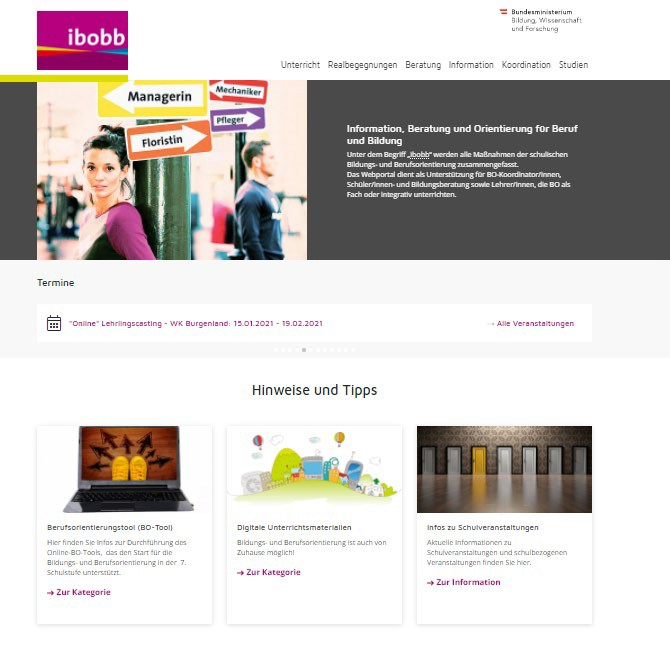 ibobb
Bundesministerium
Bildung, Wissenschaft
und Forschung
Unterricht Realbegegnungen Beratung Information Koordination Studien
Managerin
Mechaniker
Pfleger
Floristin
Information, Beratung und Orientierung für Beruf
und Bildung
Unter dem Begriff „ibobb" werden alle Maßnahmen der schulischen
Bildungs- und Berufsorientierung zusammengefasst.
Das Webportal dient als Unterstützung für BO-Koordinator/innen,
Schüler/innen- und Bildungsberatung sowie Lehrer/innen, die BO als
Fach oder integrativ unterrichten.
Termine
"Online" Lehrlingscasting - WK Burgenland: 15.01.2021 - 19.02.2021
→ Alle Veranstaltungen
Hinweise und Tipps
Berufsorientierungstool (BO-Tool)
Hier finden Sie Infos zur Durchführung des
Online-BO-Tools, das den Start für die
Bildungs- und Berufsorientierung in der 7.
Schulstufe unterstützt.
→ Zur Kategorie
Digitale Unterrichtsmaterialien
Bildungs- und Berufsorientierung ist auch von
Zuhause möglich!
→ Zur Kategorie
Infos zu Schulveranstaltungen
Aktuelle Informationen zu
Schulveranstaltungen und schulbezogenen
Veranstaltungen finden Sie hier.
→ Zur Information